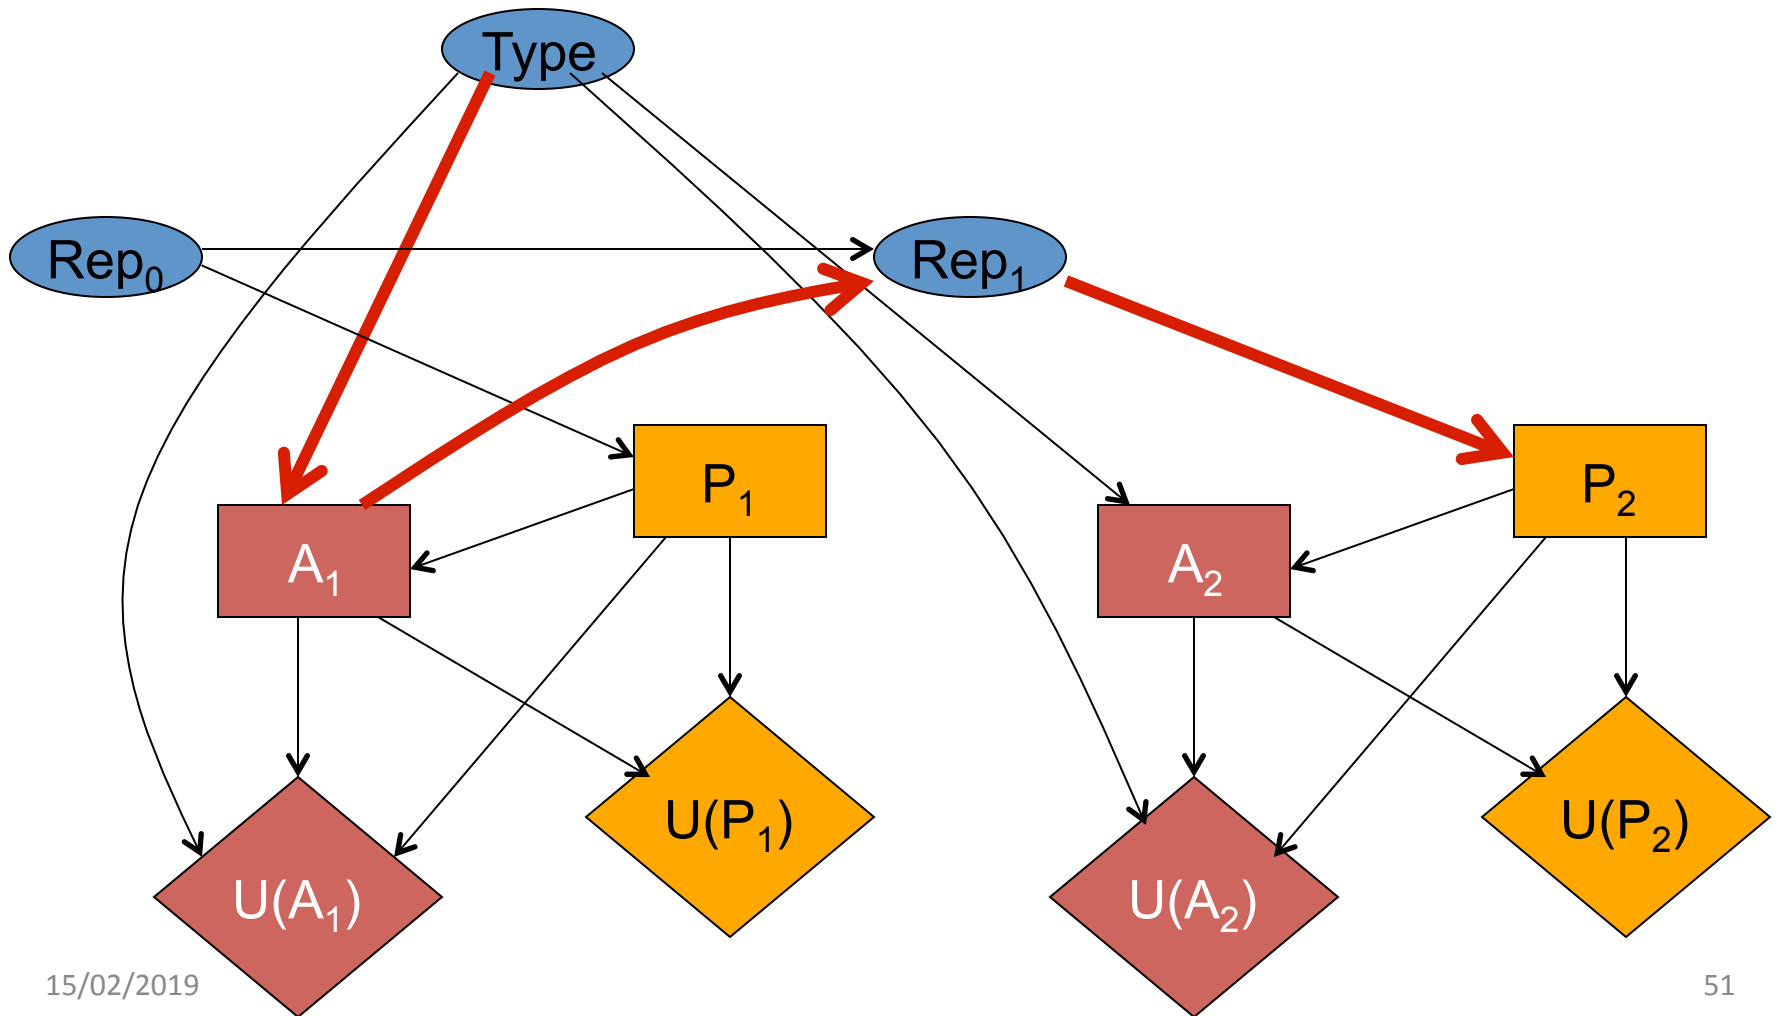 Type
Rep₀
Rep₁
P₁
P₂
A₁
A₂
U(P₁)
U(P₂)
U(A₁)
U(A₂)
15/02/2019
51